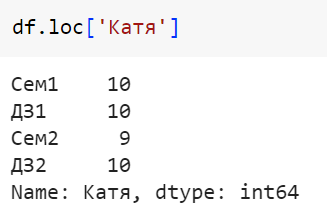 df.loc['Катя']
Сем1    10
ДЗ1     10
Сем2     9
ДЗ2     10
Name: Катя, dtype: int64